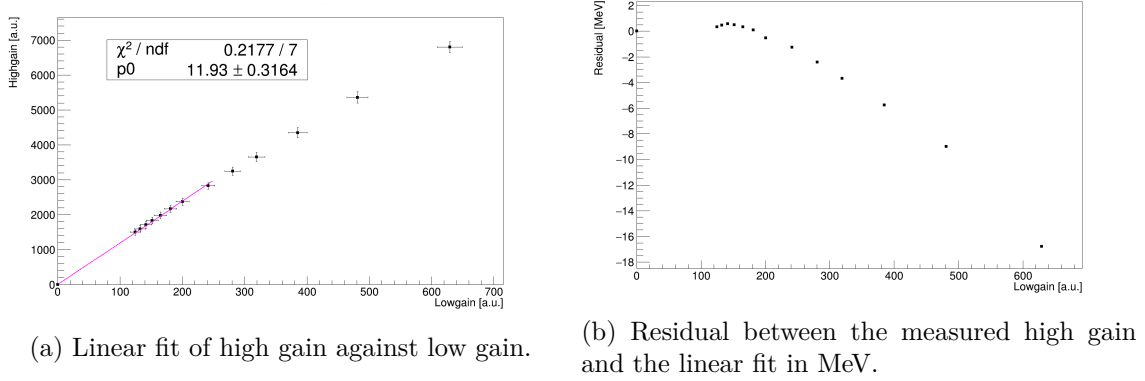 Highgain [a.u.]
7000
6000
5000
4000
3000
2000
1000
0
χ² / ndf 0.2177 / 7
p0 11.93 ± 0.3164
0 100 200 300 400 500 600 700
Lowgain [a.u.]
(a) Linear fit of high gain against low gain.
Residual [MeV]
2
0
−2
−4
−6
−8
−10
−12
−14
−16
−18
0 100 200 300 400 500 600
Lowgain [a.u.]
(b) Residual between the measured high gain
and the linear fit in MeV.